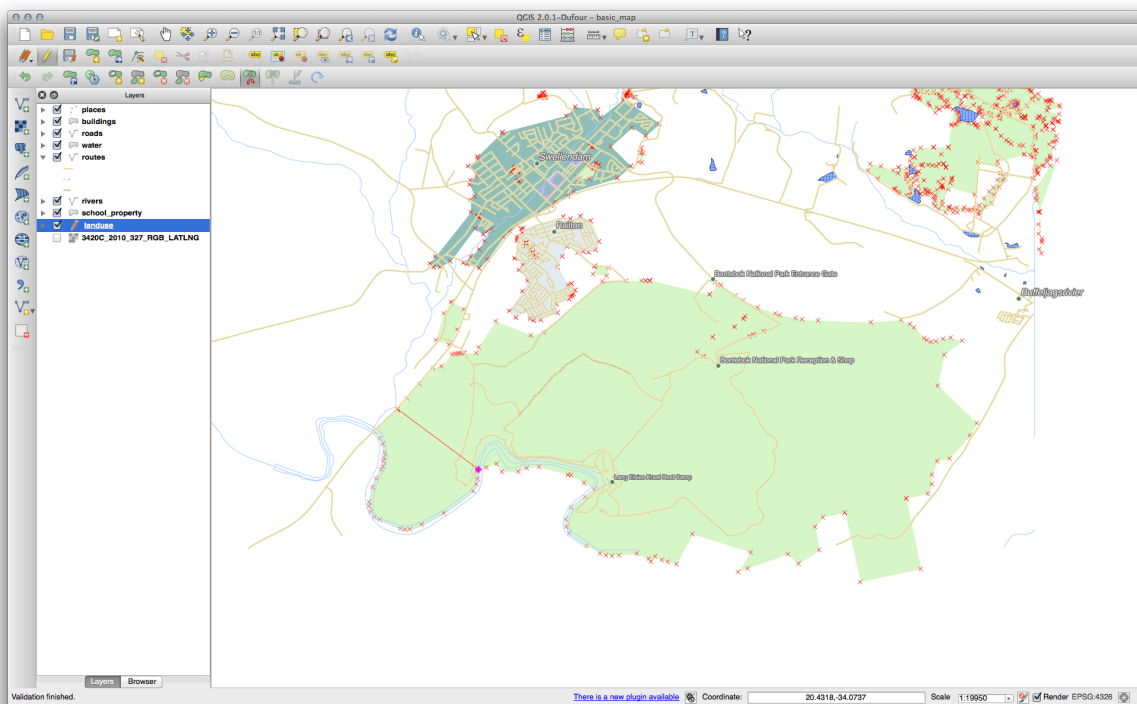 QGIS 2.0.1-Dufour - basic_map
Layers
places
buildings
roads
water
routes
rivers
school_property
landuse
3420C_2010_327_RGB_LATLNG
Swellendam
Railton
Bontebok National Park Entrance Gate
Buffeljagsrivier
Bontebok National Park Reception & Shop
Lang Elsies Kraal Rest Camp
Layers
Browser
Validation finished.
There is a new plugin available
Coordinate:
20.4318,-34.0737
Scale
1:19950
Render
EPSG:4326